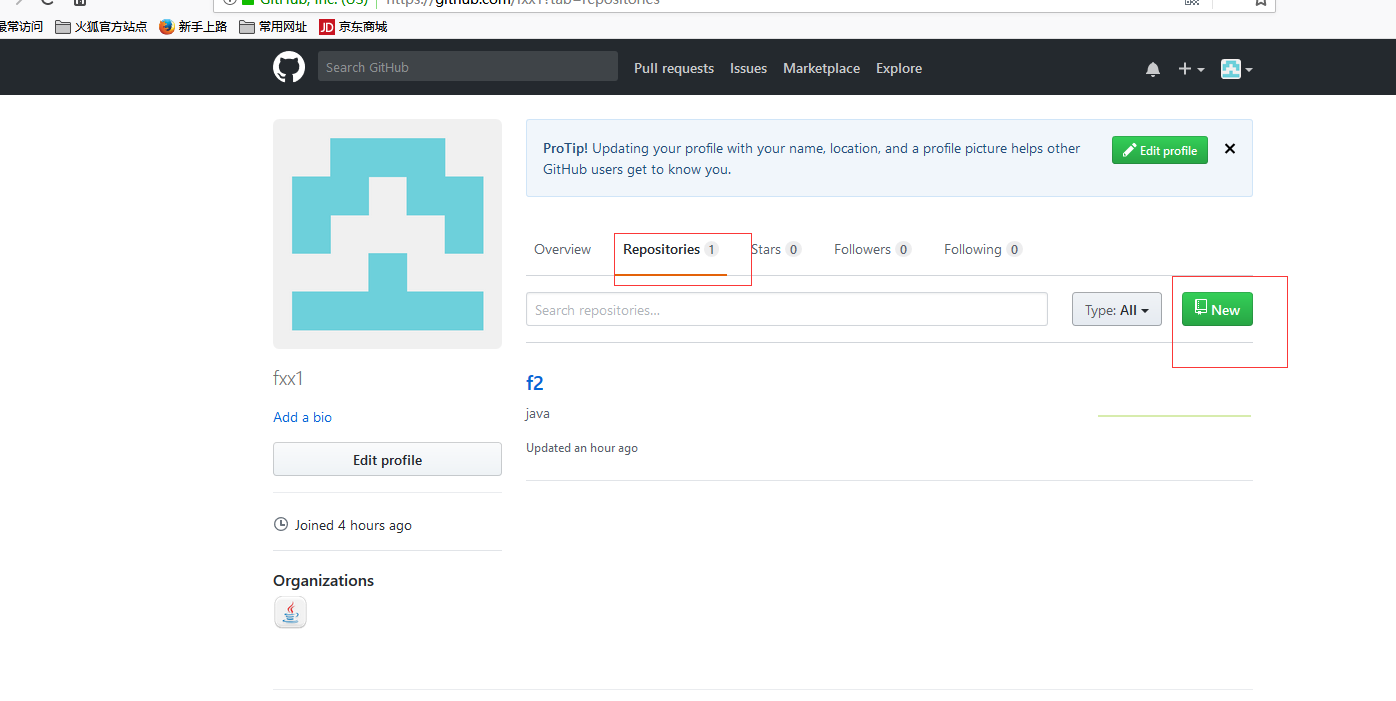 GitHub, Inc. (US) https://github.com/fxx1?tab=repositories
最常访问 火狐官方站点 新手上路 常用网址 JD 京东商城
Search GitHub Pull requests Issues Marketplace Explore
ProTip! Updating your profile with your name, location, and a profile picture helps other
GitHub users get to know you.
Edit profile
Overview Repositories 1 Stars 0 Followers 0 Following 0
Search repositories... Type: All New
fxx1
Add a bio
Edit profile
Joined 4 hours ago
Organizations
f2
java
Updated an hour ago